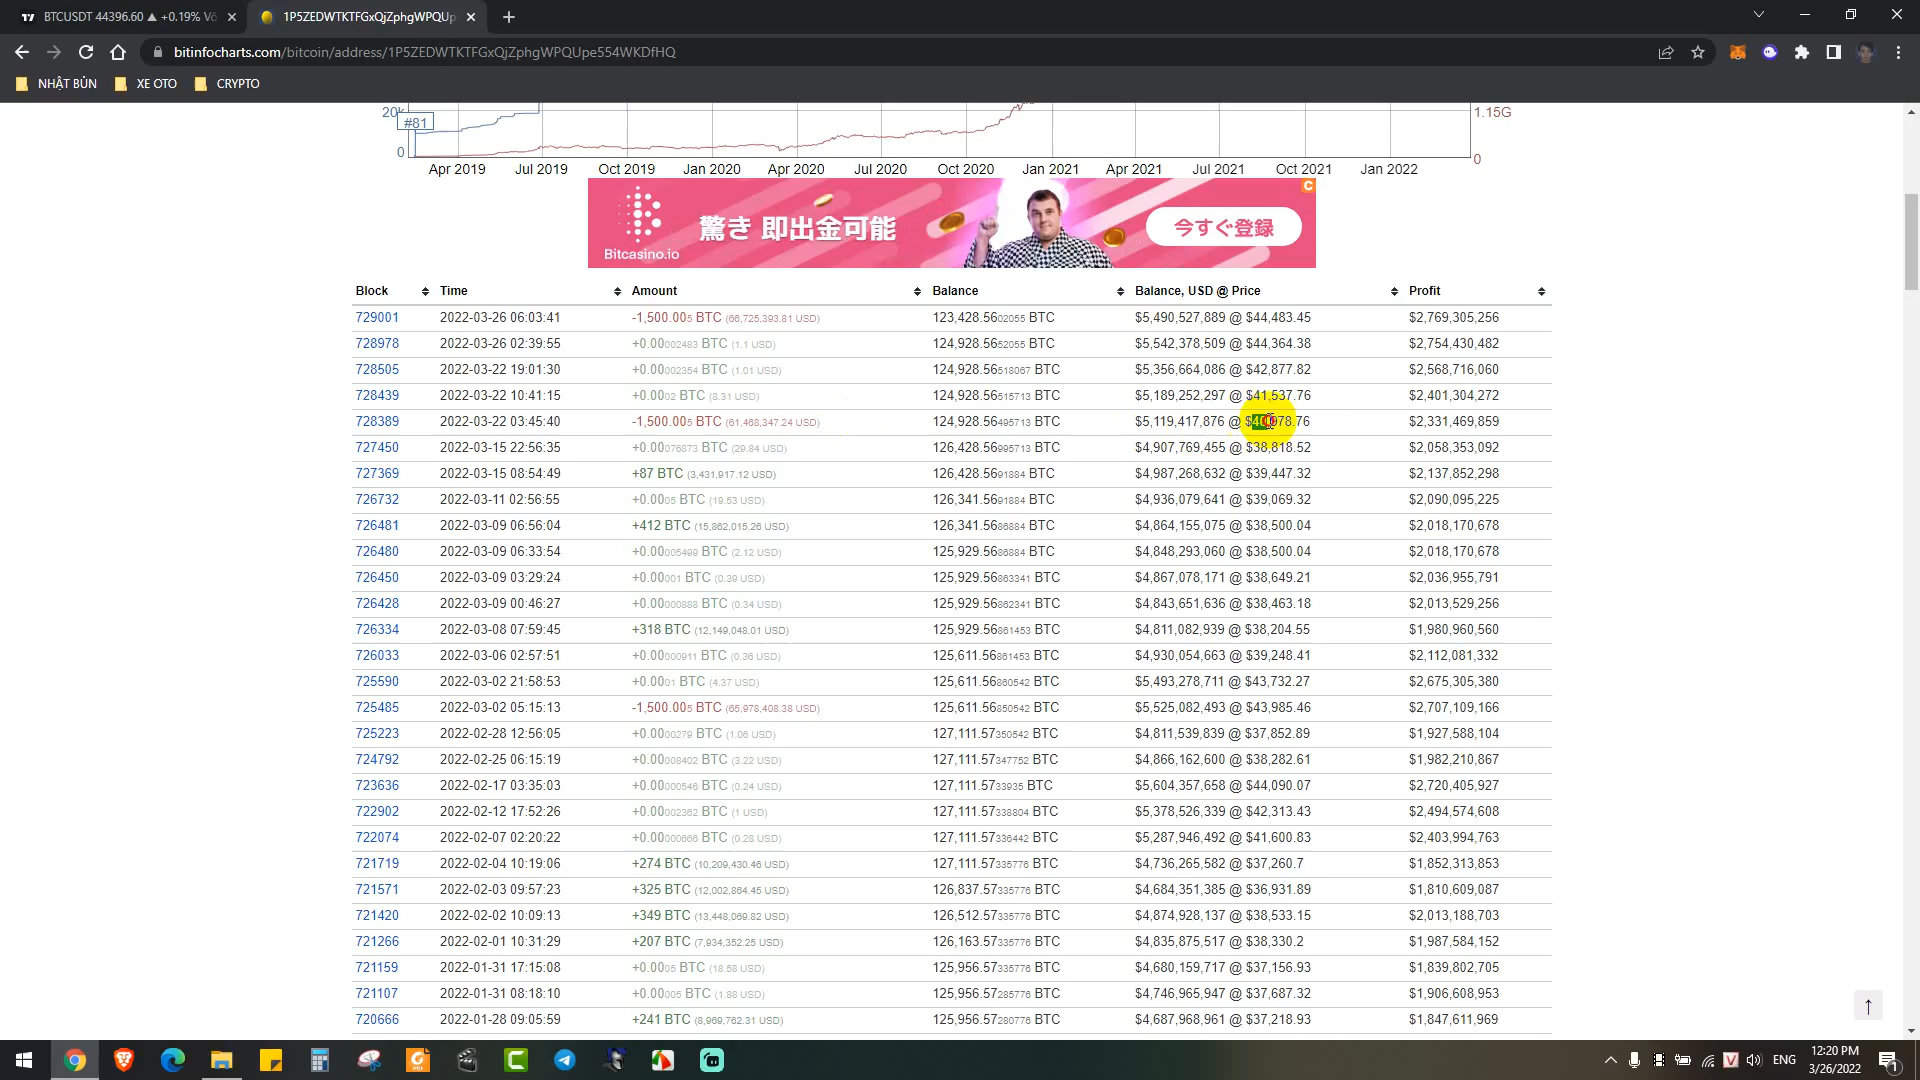 BTCUSDT 44396.60 ▲ +0.19% Vô
1P5ZEDWTKTFGxQjZphgWPQUp
bitinfocharts.com/bitcoin/address/1P5ZEDWTKTFGxQjZphgWPQUpe554WKDfHQ
NHẬT BỦN XE OTO CRYPTO
20k 1.15G
#81
0 0
Apr 2019 Jul 2019 Oct 2019 Jan 2020 Apr 2020 Jul 2020 Oct 2020 Jan 2021 Apr 2021 Jul 2021 Oct 2021 Jan 2022
驚き 即出金可能 今すぐ登録
Bitcasino.io
Block Time Amount Balance Balance, USD @ Price Profit
729001 2022-03-26 06:03:41 -1,500.005 BTC (66,725,393.81 USD) 123,428.5602055 BTC $5,490,527,889 @ $44,483.45 $2,769,305,256
728978 2022-03-26 02:39:55 +0.00002483 BTC (1.1 USD) 124,928.5652055 BTC $5,542,378,509 @ $44,364.38 $2,754,430,482
728505 2022-03-22 19:01:30 +0.00002354 BTC (1.01 USD) 124,928.56518067 BTC $5,356,664,086 @ $42,877.82 $2,568,716,060
728439 2022-03-22 10:41:15 +0.0002 BTC (8.31 USD) 124,928.56515713 BTC $5,189,252,297 @ $41,537.76 $2,401,304,272
728389 2022-03-22 03:45:40 -1,500.005 BTC (61,468,347.24 USD) 124,928.56495713 BTC $5,119,417,876 @ $40,978.76 $2,331,469,859
727450 2022-03-15 22:56:35 +0.00076873 BTC (29.84 USD) 126,428.56995713 BTC $4,907,769,455 @ $38,818.52 $2,058,353,092
727369 2022-03-15 08:54:49 +87 BTC (3,431,917.12 USD) 126,428.5691884 BTC $4,987,268,632 @ $39,447.32 $2,137,852,298
726732 2022-03-11 02:56:55 +0.0005 BTC (19.53 USD) 126,341.5691884 BTC $4,936,079,641 @ $39,069.32 $2,090,095,225
726481 2022-03-09 06:56:04 +412 BTC (15,862,015.26 USD) 126,341.5686884 BTC $4,864,155,075 @ $38,500.04 $2,018,170,678
726480 2022-03-09 06:33:54 +0.00005499 BTC (2.12 USD) 125,929.5686884 BTC $4,848,293,060 @ $38,500.04 $2,018,170,678
726450 2022-03-09 03:29:24 +0.00001 BTC (0.39 USD) 125,929.56863341 BTC $4,867,078,171 @ $38,649.21 $2,036,955,791
726428 2022-03-09 00:46:27 +0.00000888 BTC (0.34 USD) 125,929.56862341 BTC $4,843,651,636 @ $38,463.18 $2,013,529,256
726334 2022-03-08 07:59:45 +318 BTC (12,149,048.01 USD) 125,929.56861453 BTC $4,811,082,939 @ $38,204.55 $1,980,960,560
726033 2022-03-06 02:57:51 +0.00000911 BTC (0.36 USD) 125,611.56861453 BTC $4,930,054,663 @ $39,248.41 $2,112,081,332
725590 2022-03-02 21:58:53 +0.0001 BTC (4.37 USD) 125,611.56860542 BTC $5,493,278,711 @ $43,732.27 $2,675,305,380
725485 2022-03-02 05:15:13 -1,500.005 BTC (65,978,408.38 USD) 125,611.56850542 BTC $5,525,082,493 @ $43,985.46 $2,707,109,166
725223 2022-02-28 12:56:05 +0.0000279 BTC (1.06 USD) 127,111.57350542 BTC $4,811,539,839 @ $37,852.89 $1,927,588,104
724792 2022-02-25 06:15:19 +0.00008402 BTC (3.22 USD) 127,111.57347752 BTC $4,866,162,600 @ $38,282.61 $1,982,210,867
723636 2022-02-17 03:35:03 +0.00000546 BTC (0.24 USD) 127,111.5733935 BTC $5,604,357,658 @ $44,090.07 $2,720,405,927
722902 2022-02-12 17:52:26 +0.00002362 BTC (1 USD) 127,111.57338804 BTC $5,378,526,339 @ $42,313.43 $2,494,574,608
722074 2022-02-07 02:20:22 +0.00000666 BTC (0.28 USD) 127,111.57336442 BTC $5,287,946,492 @ $41,600.83 $2,403,994,763
721719 2022-02-04 10:19:06 +274 BTC (10,209,430.46 USD) 127,111.57335776 BTC $4,736,265,582 @ $37,260.7 $1,852,313,853
721571 2022-02-03 09:57:23 +325 BTC (12,002,864.45 USD) 126,837.57335776 BTC $4,684,351,385 @ $36,931.89 $1,810,609,087
721420 2022-02-02 10:09:13 +349 BTC (13,448,069.82 USD) 126,512.57335776 BTC $4,874,928,137 @ $38,533.15 $2,013,188,703
721266 2022-02-01 10:31:29 +207 BTC (7,934,352.25 USD) 126,163.57335776 BTC $4,835,875,517 @ $38,330.2 $1,987,584,152
721159 2022-01-31 17:15:08 +0.0005 BTC (18.58 USD) 125,956.57335776 BTC $4,680,159,717 @ $37,156.93 $1,839,802,705
721107 2022-01-31 08:18:10 +0.00005 BTC (1.88 USD) 125,956.57285776 BTC $4,746,965,947 @ $37,687.32 $1,906,608,953
720666 2022-01-28 09:05:59 +241 BTC (8,969,762.31 USD) 125,956.57280776 BTC $4,687,968,961 @ $37,218.93 $1,847,611,969
ENG 12:20 PM
3/26/2022